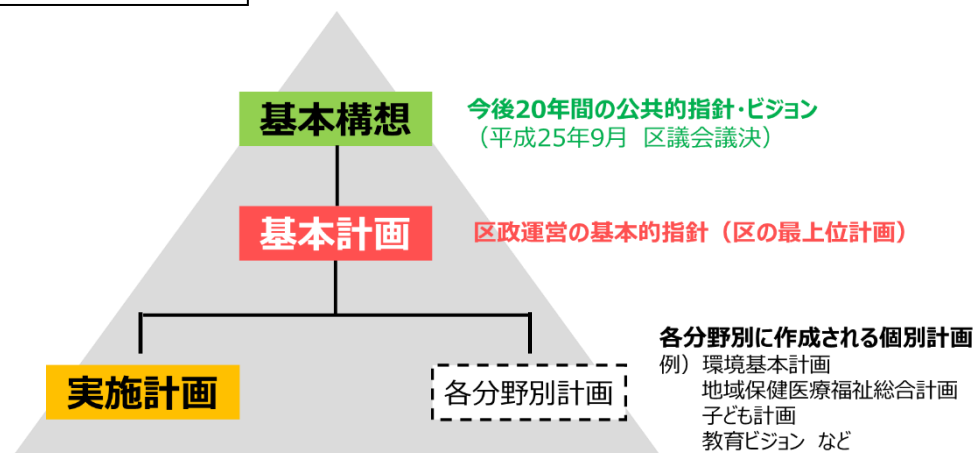 基本構想
今後20年間の公共的指針・ビジョン
（平成25年9月 区議会議決）
基本計画
区政運営の基本的指針（区の最上位計画）
実施計画
各分野別計画
各分野別に作成される個別計画
例）環境基本計画
地域保健医療福祉総合計画
子ども計画
教育ビジョン など